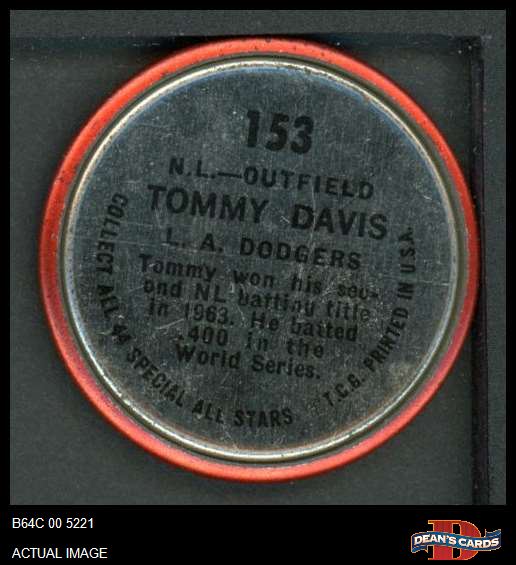 153
N.L.—OUTFIELD
TOMMY DAVIS
L. A. DODGERS
Tommy won his sec-
ond NL batting title
in 1963. He batted
.400 in the
World Series.
COLLECT ALL 44 SPECIAL ALL STARS
T.C.G. PRINTED IN U.S.A.
B64C 00 5221
ACTUAL IMAGE
D
DEAN'S CARDS